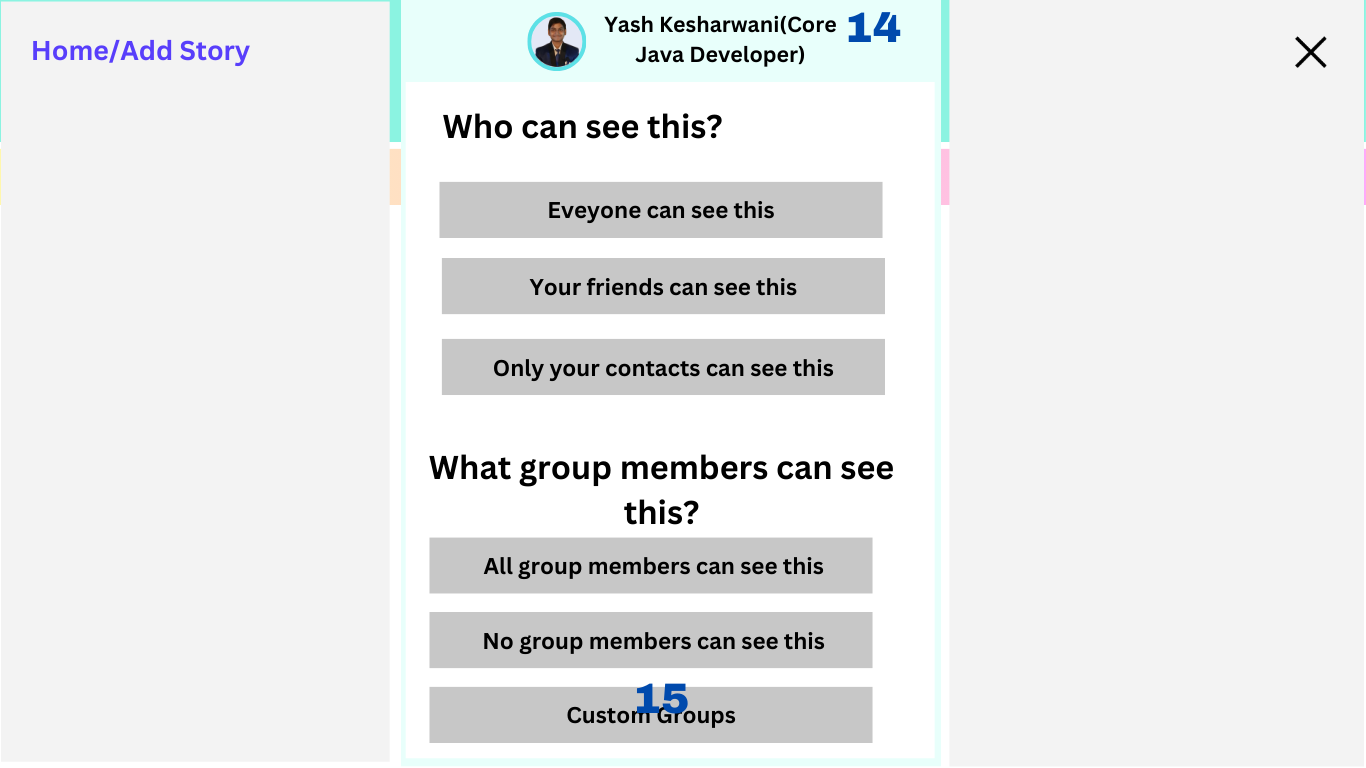 Home/Add Story
Yash Kesharwani(Core
Java Developer)
14
Who can see this?
Eveyone can see this
Your friends can see this
Only your contacts can see this
What group members can see
this?
All group members can see this
No group members can see this
15
Custom Groups